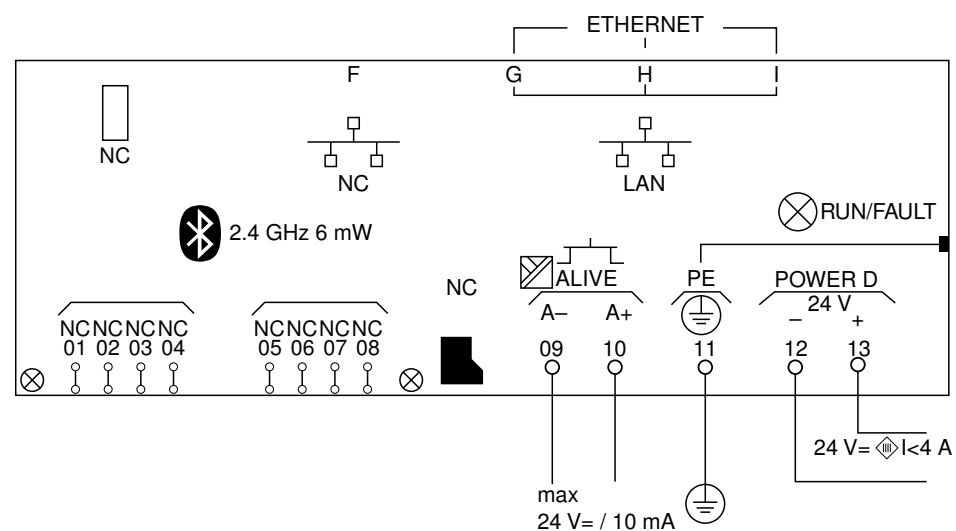 ETHERNET
F G H I
NC
NC
LAN
RUN/FAULT
2.4 GHz 6 mW
NC
ALIVE PE POWER D
24 V
A– A+ – +
NC NC NC NC NC NC NC NC
01 02 03 04 05 06 07 08 09 10 11 12 13
24 V= I<4 A
max
24 V= / 10 mA